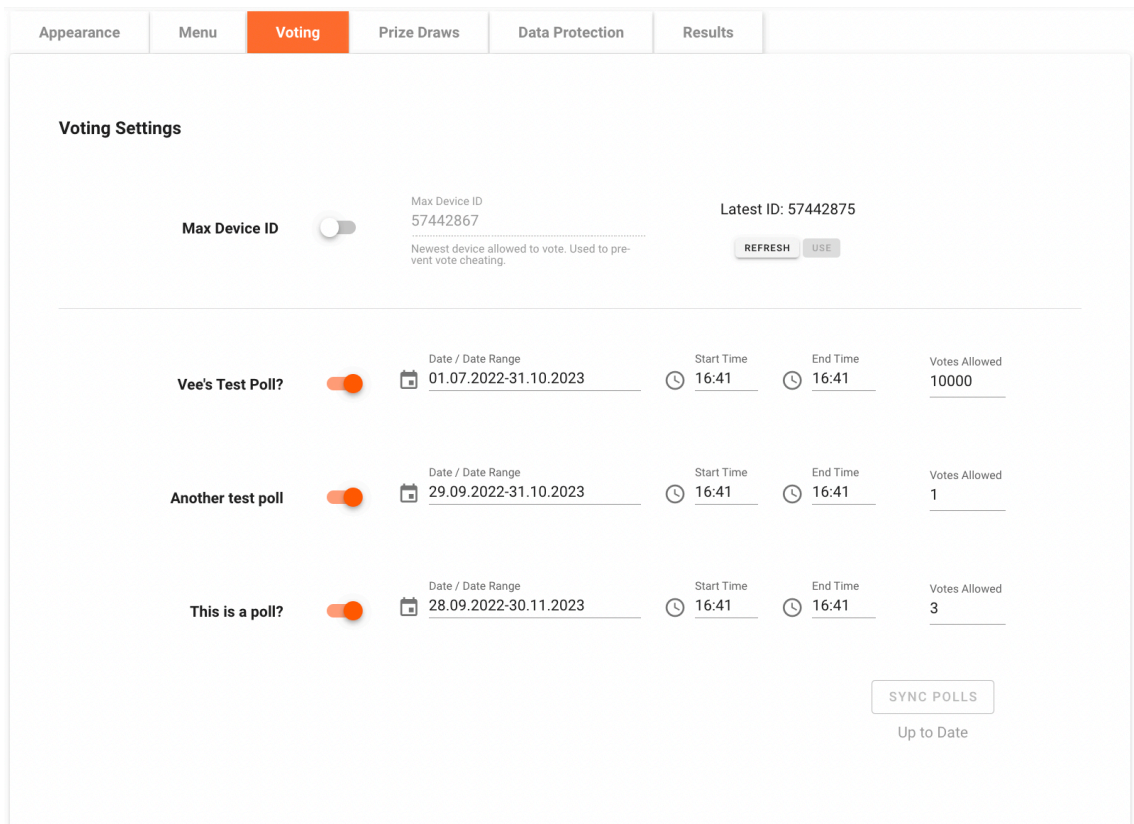 Appearance
Menu
Voting
Prize Draws
Data Protection
Results
Voting Settings
Max Device ID
Max Device ID
57442867
Newest device allowed to vote. Used to pre-
vent vote cheating.
Latest ID: 57442875
REFRESH
USE
Vee's Test Poll?
Date / Date Range
01.07.2022-31.10.2023
Start Time
16:41
End Time
16:41
Votes Allowed
10000
Another test poll
Date / Date Range
29.09.2022-31.10.2023
Start Time
16:41
End Time
16:41
Votes Allowed
1
This is a poll?
Date / Date Range
28.09.2022-30.11.2023
Start Time
16:41
End Time
16:41
Votes Allowed
3
SYNC POLLS
Up to Date